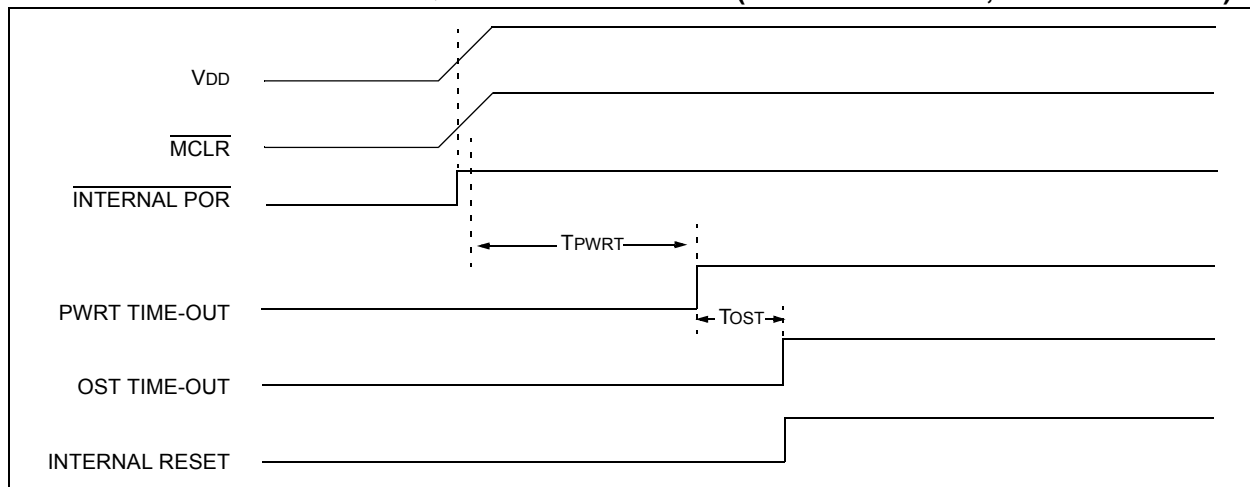 VDD
MCLR
INTERNAL POR
TPWRT
PWRT TIME-OUT
TOST
OST TIME-OUT
INTERNAL RESET